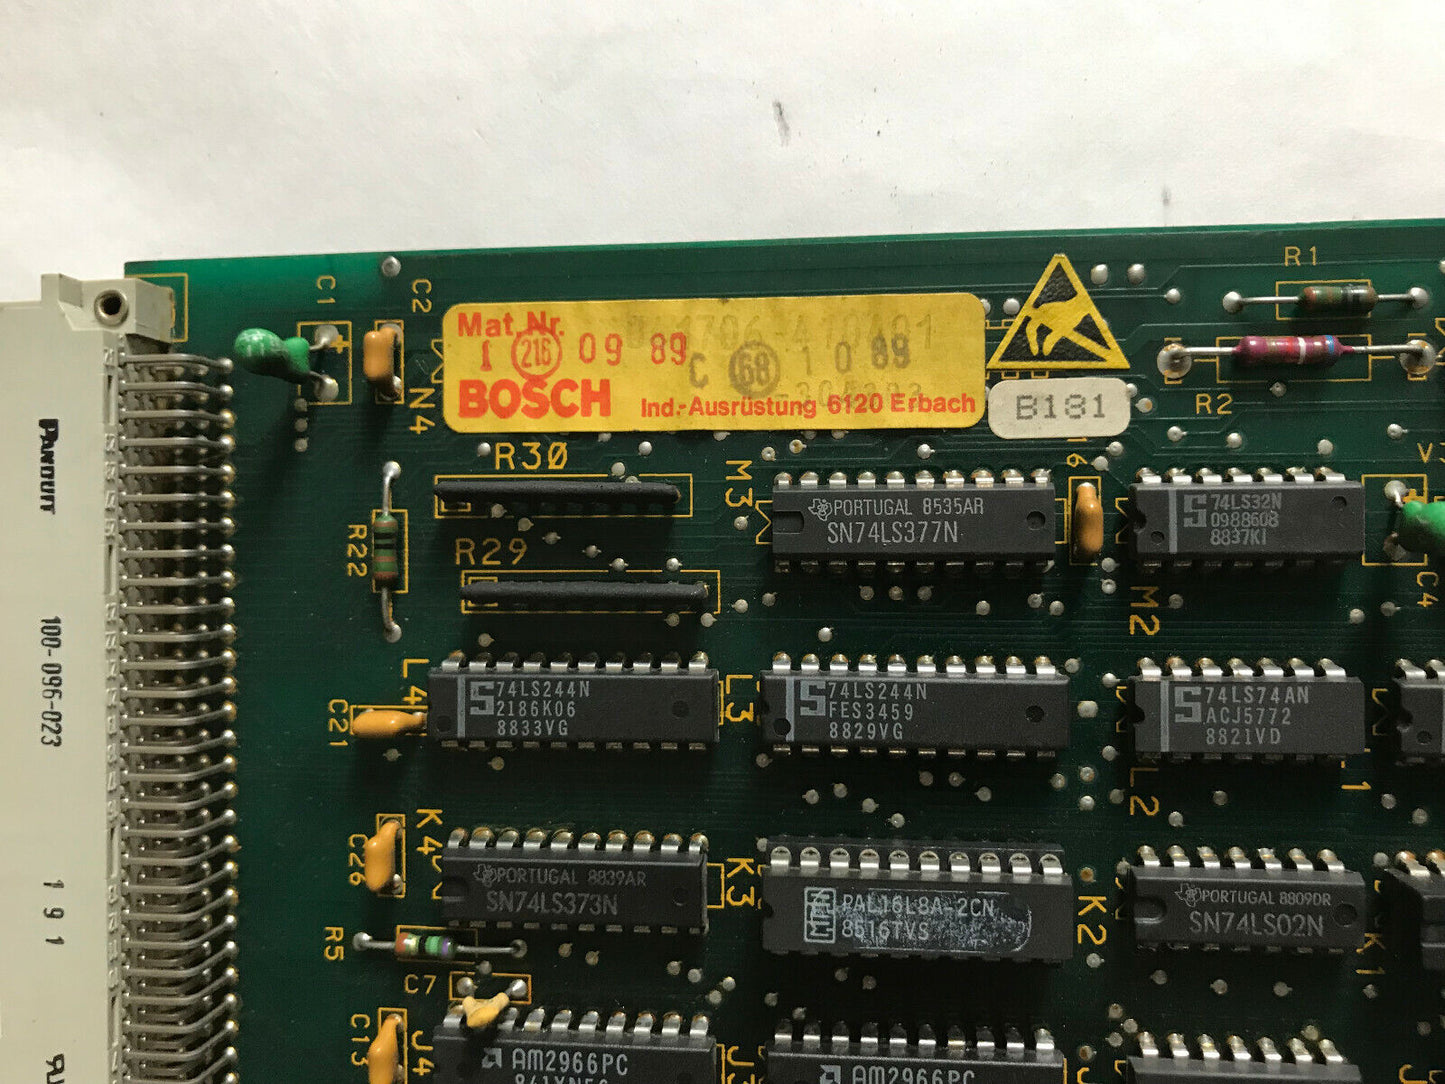 C1
C2
R1
Mat. Nr.
1 216 09 89
C 68 10 89
BOSCH
Ind.-Ausrüstung 6120 Erbach
B181
R2
N4
PANDUIT
100-096-023
191
R30
R29
R22
M3
PORTUGAL 8535AR
SN74LS377N
74LS32N
0988608
8837KI
M2
C4
L4
74LS244N
2186K06
8833VG
L3
74LS244N
FES3459
8829VG
74LS74AN
ACJ5772
8821VD
L2
C21
K4
C26
PORTUGAL 8839AR
SN74LS373N
K3
PAL16L8A-2CN
8516TVS
K2
PORTUGAL 8809DR
SN74LS02N
K1
R5
C7
C13
J4
AM2966PC
AM2966PC